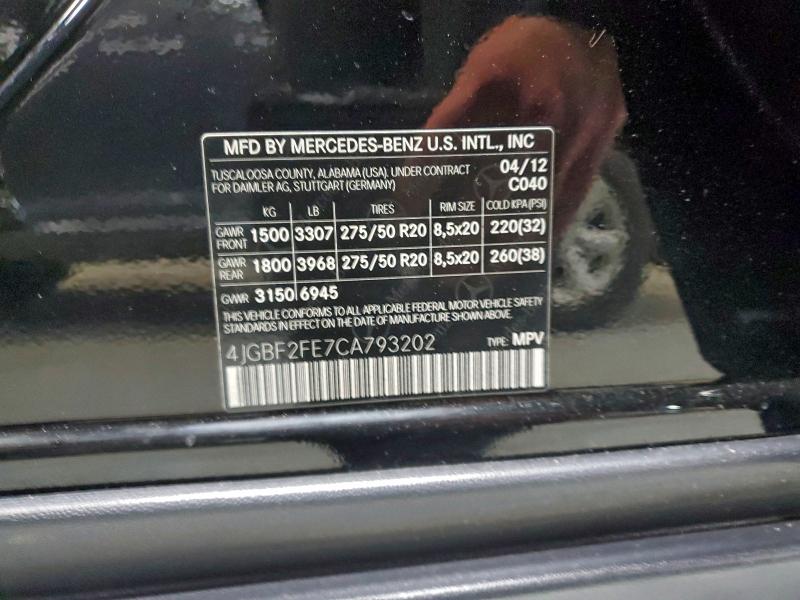 MFD BY MERCEDES-BENZ U.S. INTL., INC
TUSCALOOSA COUNTY, ALABAMA (USA), UNDER CONTRACT 04/12
FOR DAIMLER AG, STUTTGART (GERMANY) C040
KG LB TIRES RIM SIZE COLD KPA (PSI)
GAWR FRONT 1500 3307 275/50 R20 8,5x20 220(32)
GAWR REAR 1800 3968 275/50 R20 8,5x20 260(38)
GVWR 3150 6945
THIS VEHICLE CONFORMS TO ALL APPLICABLE FEDERAL MOTOR VEHICLE SAFETY
STANDARDS IN EFFECT ON THE DATE OF MANUFACTURE SHOWN ABOVE.
4JGBF2FE7CA793202 TYPE: MPV